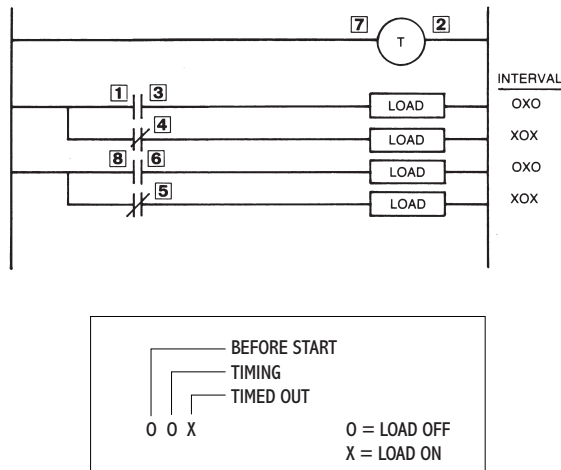 7 2
T
INTERVAL
1 3 LOAD OXO
4 LOAD XOX
8 6 LOAD OXO
5 LOAD XOX
BEFORE START
TIMING
TIMED OUT
O O X O = LOAD OFF
X = LOAD ON